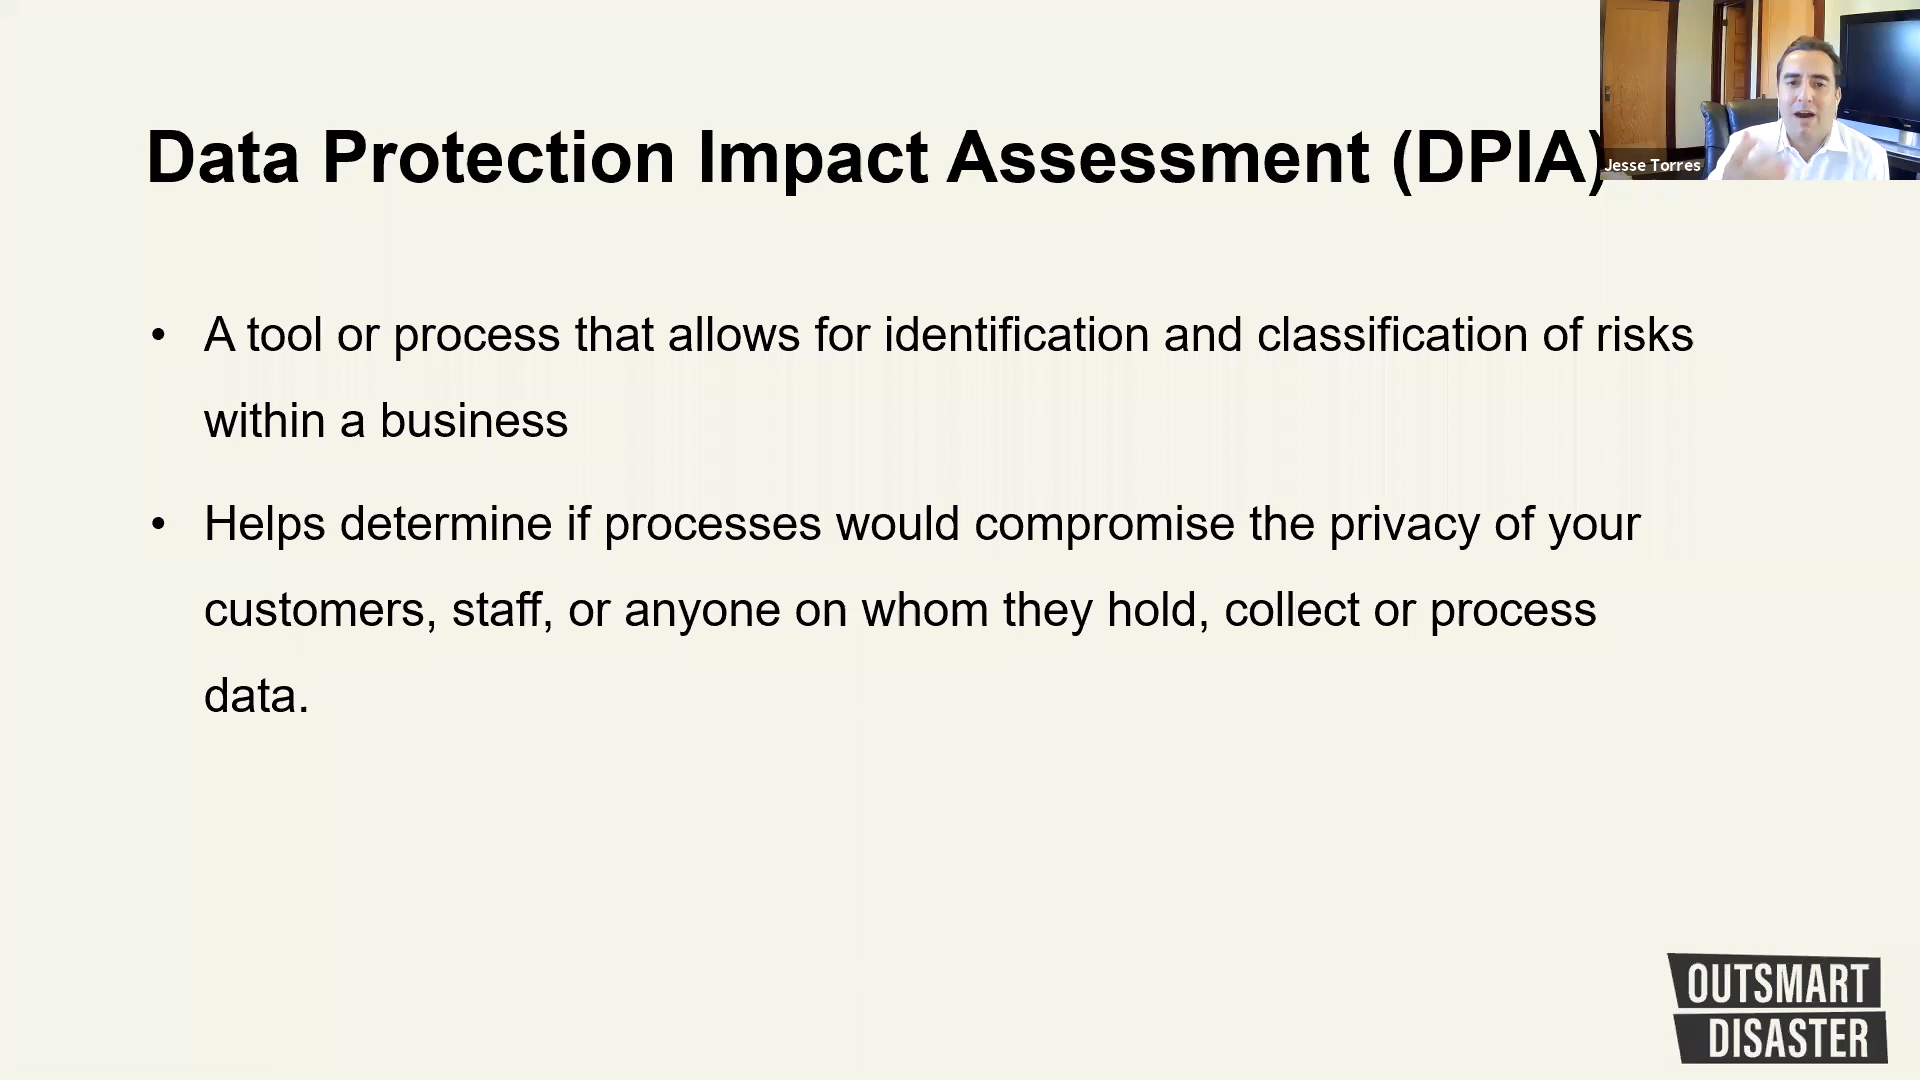 Data Protection Impact Assessment (DPIA)
Jesse Torres
• A tool or process that allows for identification and classification of risks
within a business
• Helps determine if processes would compromise the privacy of your
customers, staff, or anyone on whom they hold, collect or process
data.
OUTSMART
DISASTER